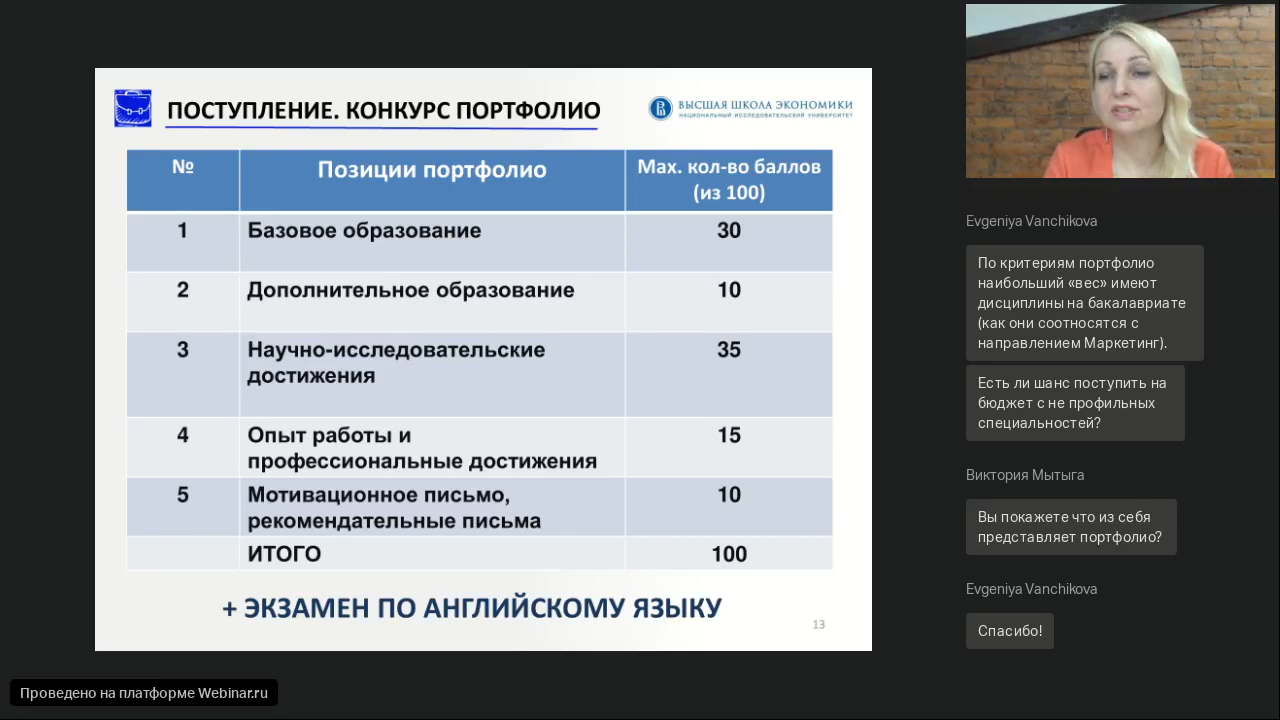 ПОСТУПЛЕНИЕ. КОНКУРС ПОРТФОЛИО
ВЫСШАЯ ШКОЛА ЭКОНОМИКИ
НАЦИОНАЛЬНЫЙ ИССЛЕДОВАТЕЛЬСКИЙ УНИВЕРСИТЕТ
№ Позиции портфолио Мах. кол-во баллов
(из 100)
1 Базовое образование 30
2 Дополнительное образование 10
3 Научно-исследовательские 35
достижения
4 Опыт работы и 15
профессиональные достижения
5 Мотивационное письмо, 10
рекомендательные письма
ИТОГО 100
+ ЭКЗАМЕН ПО АНГЛИЙСКОМУ ЯЗЫКУ
13
Evgeniya Vanchikova
По критериям портфолио
наибольший «вес» имеют
дисциплины на бакалавриате
(как они соотносятся с
направлением Маркетинг).
Есть ли шанс поступить на
бюджет с не профильных
специальностей?
Виктория Мытыга
Вы покажете что из себя
представляет портфолио?
Evgeniya Vanchikova
Спасибо!
Проведено на платформе Webinar.ru